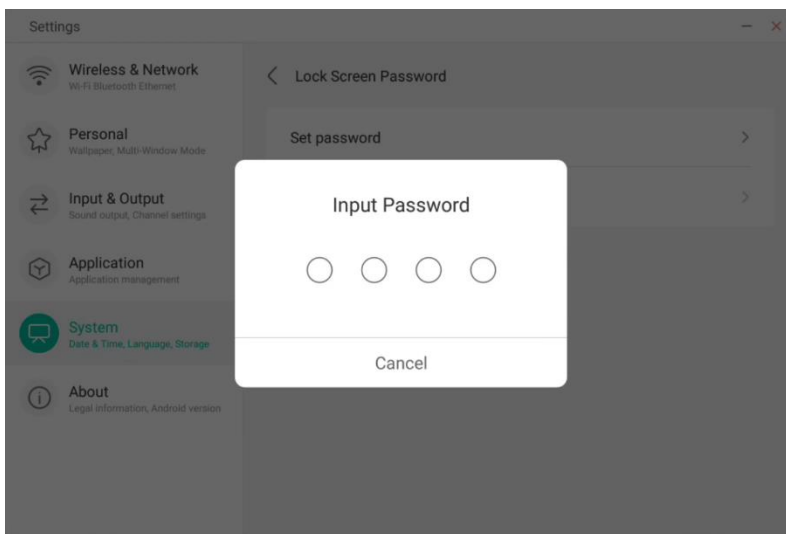 Settings
Wireless & Network
Wi-Fi Bluetooth Ethernet
Personal
Wallpaper, Multi-Window Mode
Input & Output
Sound output, Channel settings
Application
Application management
System
Date & Time, Language, Storage
About
Legal information, Android version
Lock Screen Password
Set password
Input Password
Cancel